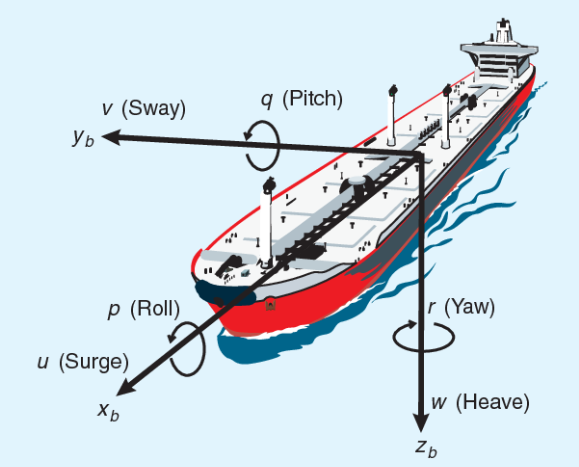 v (Sway)
q (Pitch)
y_b
p (Roll)
r (Yaw)
u (Surge)
x_b
w (Heave)
z_b